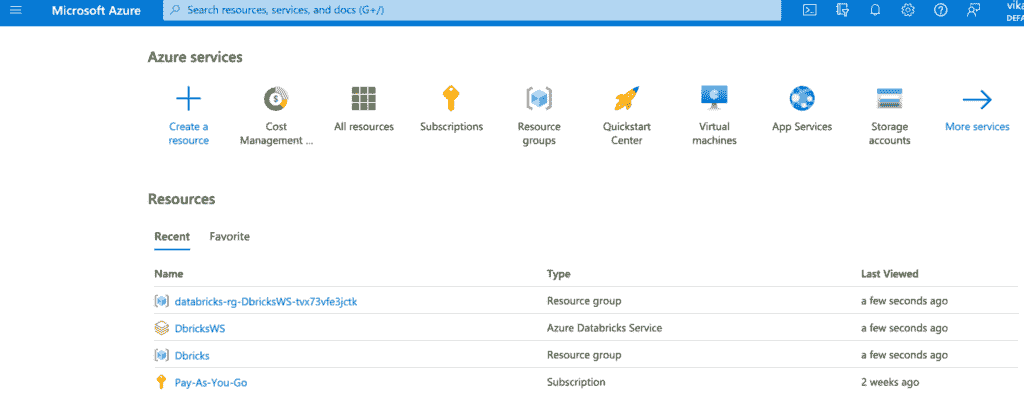 Microsoft Azure
Search resources, services, and docs (G+/)
vika
DEFA
Azure services
Create a
resource
Cost
Management ...
All resources
Subscriptions
Resource
groups
Quickstart
Center
Virtual
machines
App Services
Storage
accounts
More services
Resources
Recent Favorite
Name Type Last Viewed
databricks-rg-DbricksWS-tvx73vfe3jctk Resource group a few seconds ago
DbricksWS Azure Databricks Service a few seconds ago
Dbricks Resource group a few seconds ago
Pay-As-You-Go Subscription 2 weeks ago